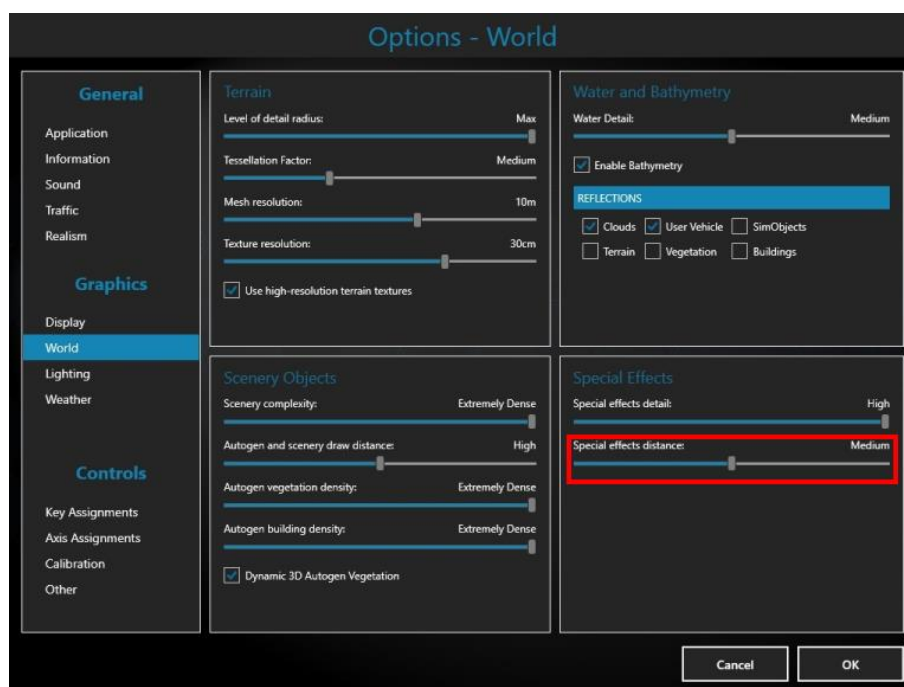 Options - World
General
Application
Information
Sound
Traffic
Realism
Graphics
Display
World
Lighting
Weather
Controls
Key Assignments
Axis Assignments
Calibration
Other
Terrain
Level of detail radius: Max
Tessellation Factor: Medium
Mesh resolution: 10m
Texture resolution: 30cm
Use high-resolution terrain textures
Water and Bathymetry
Water Detail: Medium
Enable Bathymetry
REFLECTIONS
Clouds User Vehicle SimObjects
Terrain Vegetation Buildings
Scenery Objects
Scenery complexity: Extremely Dense
Autogen and scenery draw distance: High
Autogen vegetation density: Extremely Dense
Autogen building density: Extremely Dense
Dynamic 3D Autogen Vegetation
Special Effects
Special effects detail: High
Special effects distance: Medium
Cancel OK